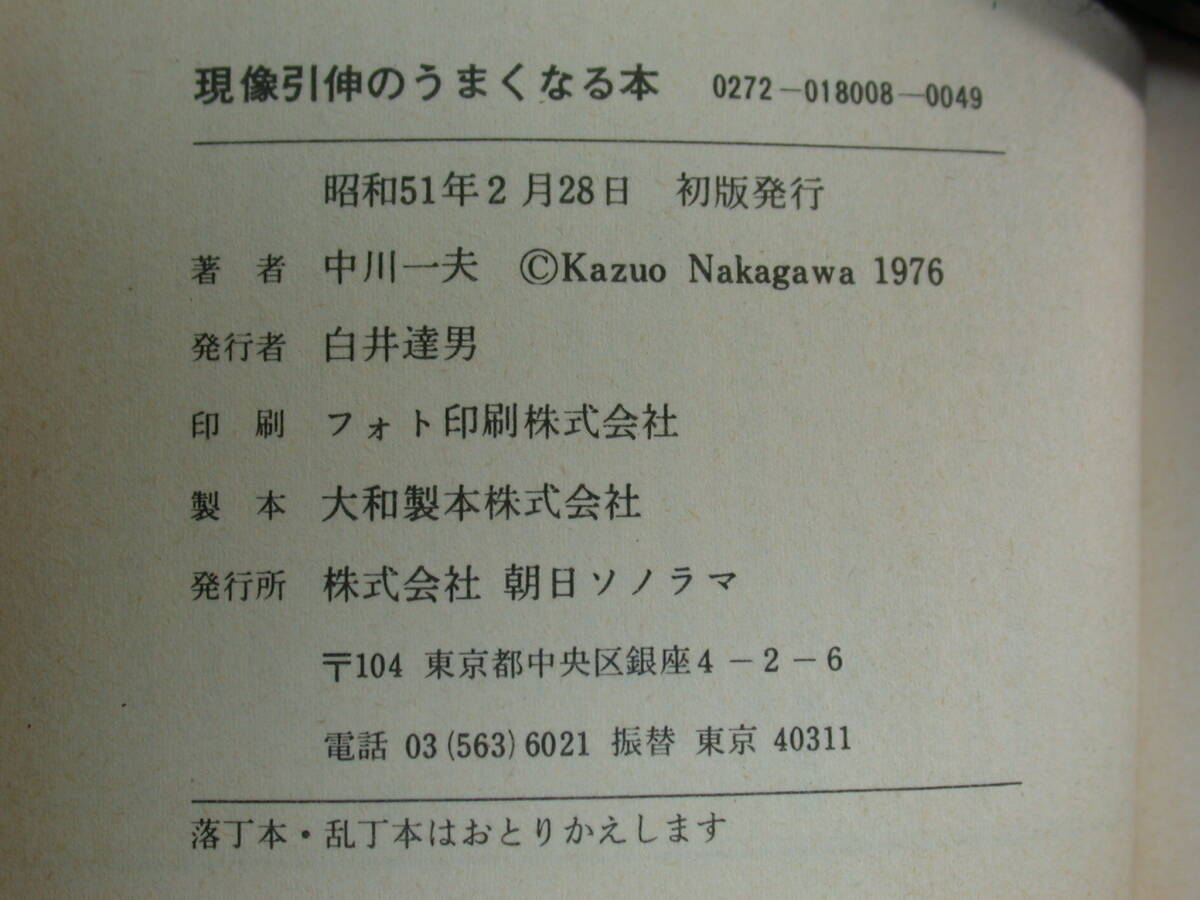 現像引伸のうまくなる本 0272-018008-0049
昭和51年2月28日 初版発行
著者 中川一夫 ©Kazuo Nakagawa 1976
発行者 白井達男
印刷 フォト印刷株式会社
製本 大和製本株式会社
発行所 株式会社 朝日ソノラマ
〒104 東京都中央区銀座4-2-6
電話 03(563)6021 振替 東京 40311
落丁本・乱丁本はおとりかえします